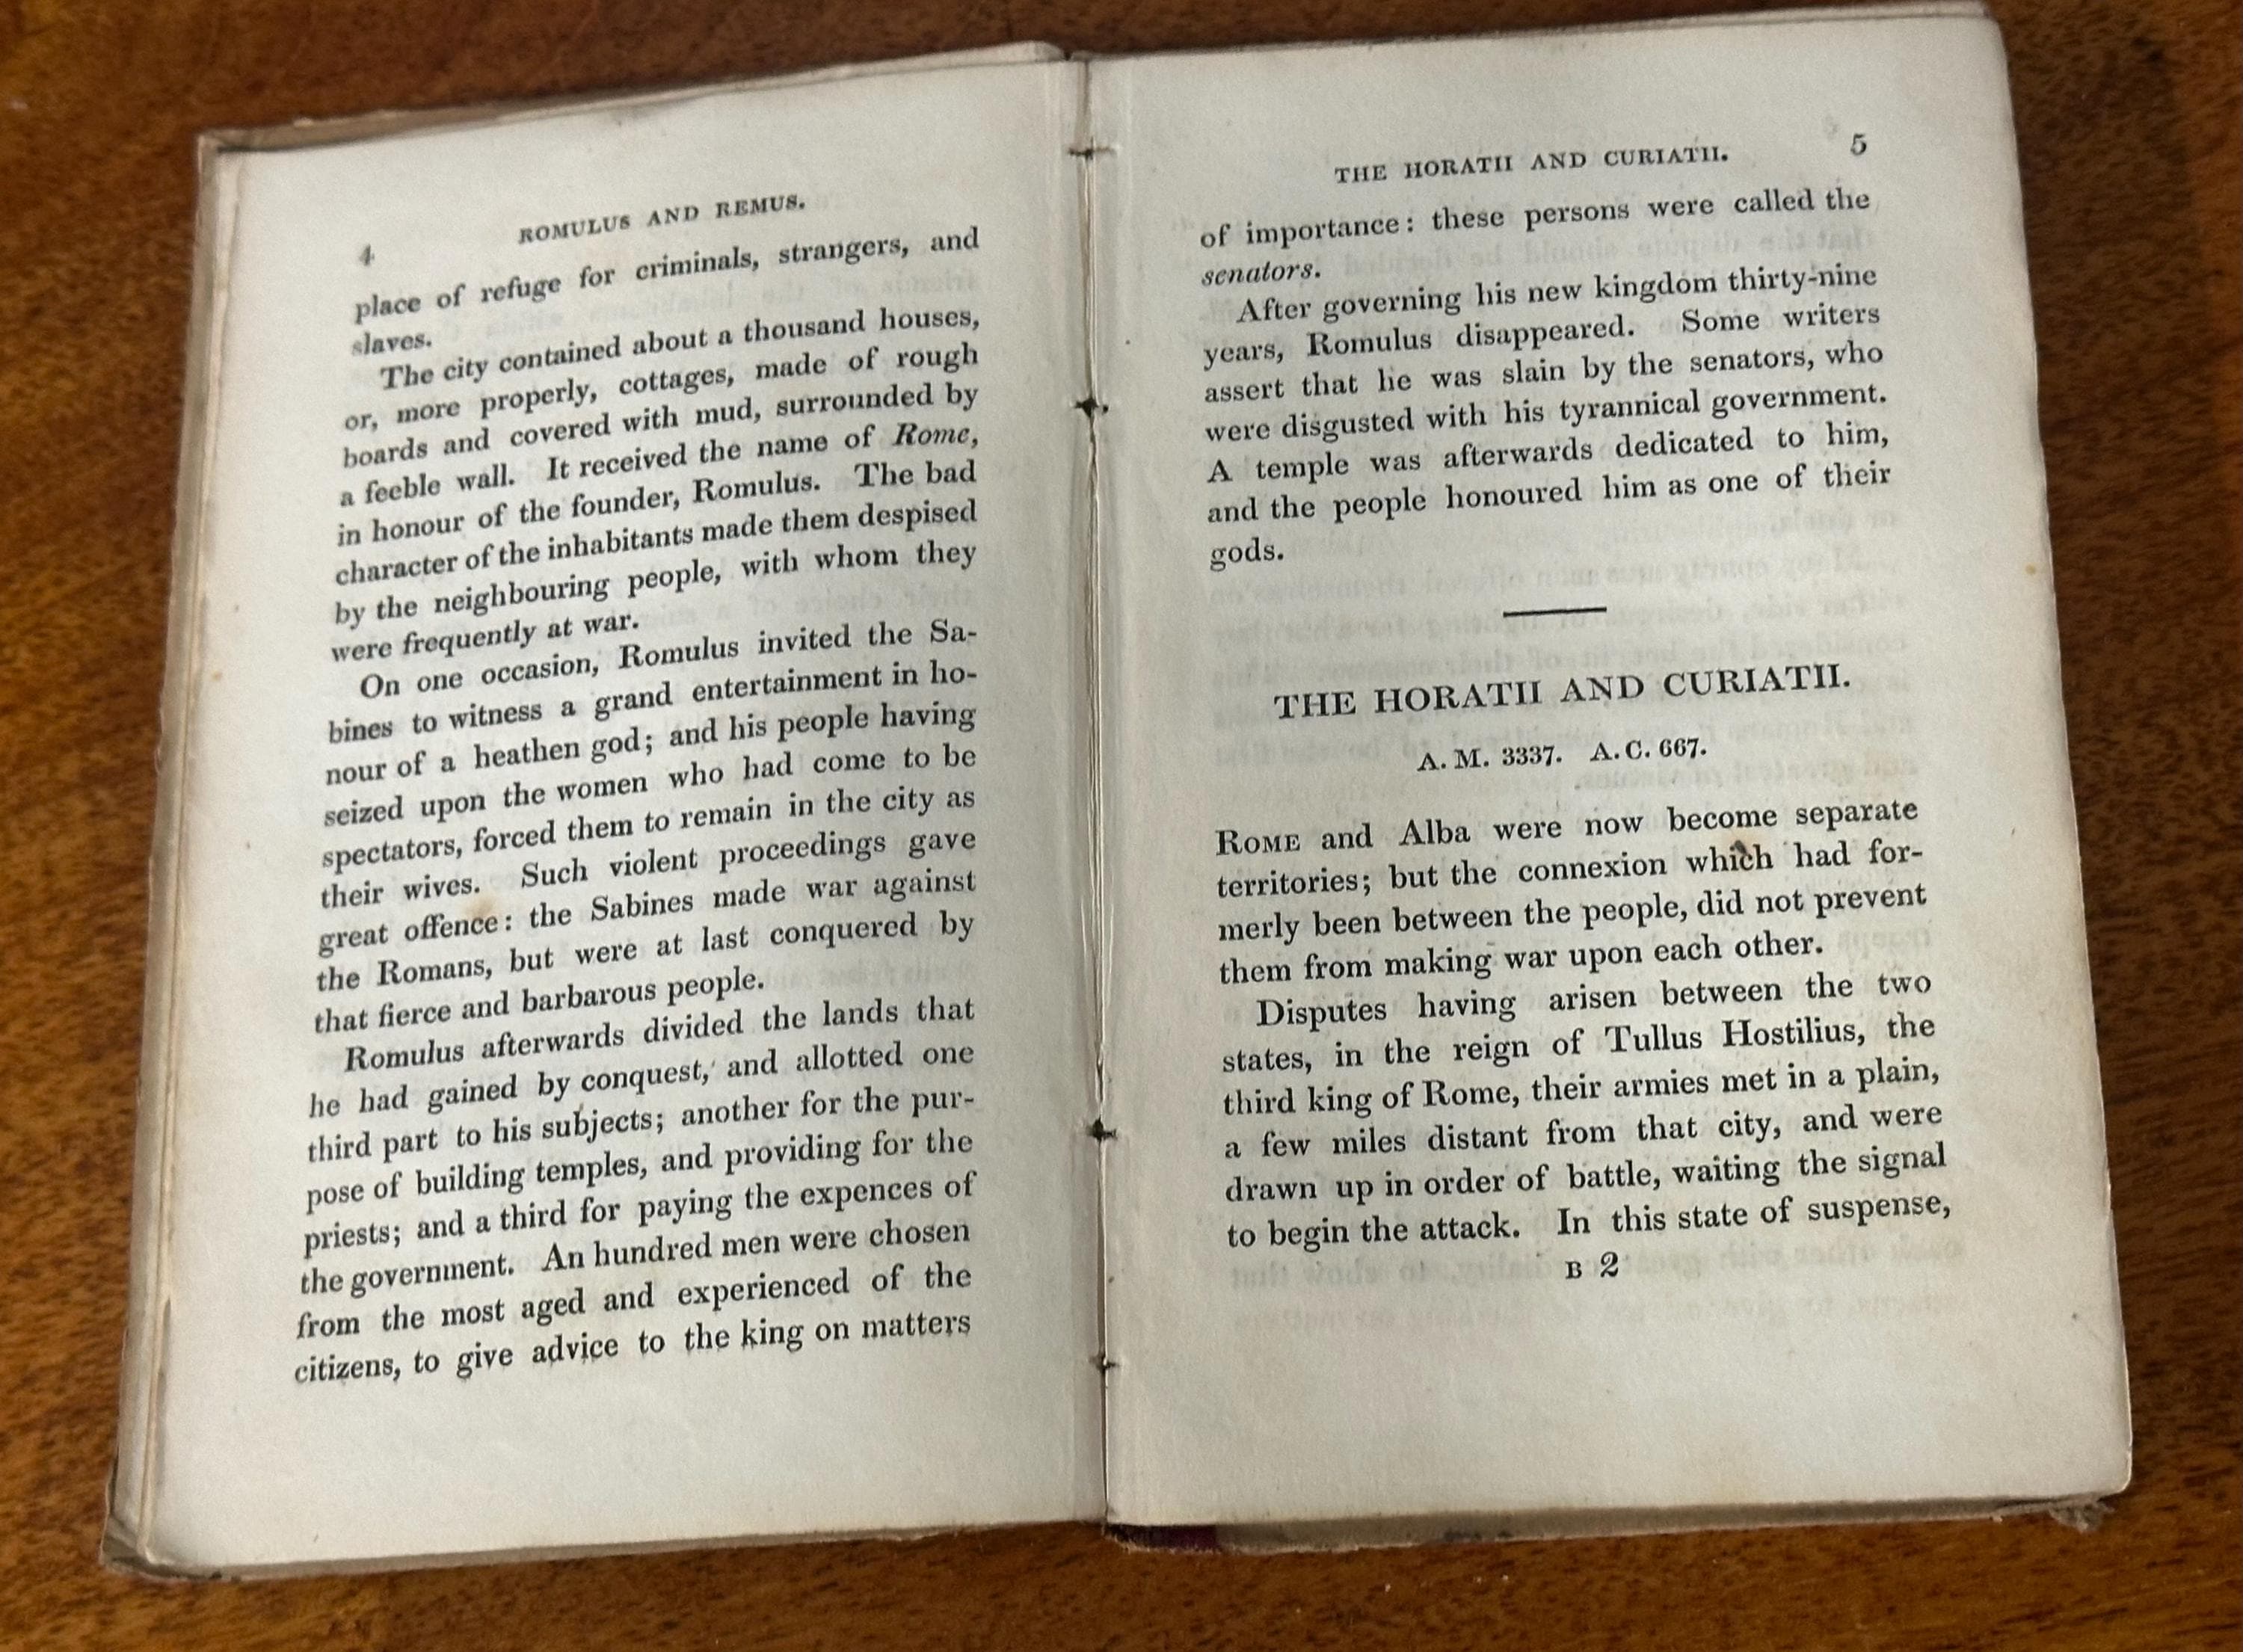 4
ROMULUS AND REMUS.
place of refuge for criminals, strangers, and
slaves.
The city contained about a thousand houses,
or, more properly, cottages, made of rough
boards and covered with mud, surrounded by
a feeble wall. It received the name of Rome,
in honour of the founder, Romulus. The bad
character of the inhabitants made them despised
by the neighbouring people, with whom they
were frequently at war.
On one occasion, Romulus invited the Sa-
bines to witness a grand entertainment in ho-
nour of a heathen god; and his people having
seized upon the women who had come to be
spectators, forced them to remain in the city as
their wives. Such violent proceedings gave
great offence: the Sabines made war against
the Romans, but were at last conquered by
that fierce and barbarous people.
Romulus afterwards divided the lands that
he had gained by conquest, and allotted one
third part to his subjects; another for the pur-
pose of building temples, and providing for the
priests; and a third for paying the expences of
the government. An hundred men were chosen
from the most aged and experienced of the
citizens, to give advice to the king on matters
THE HORATII AND CURIATII.
5
of importance: these persons were called the
senators.
After governing his new kingdom thirty-nine
years, Romulus disappeared. Some writers
assert that he was slain by the senators, who
were disgusted with his tyrannical government.
A temple was afterwards dedicated to him,
and the people honoured him as one of their
gods.
THE HORATII AND CURIATII.
A. M. 3337. A. C. 667.
ROME and Alba were now become separate
territories; but the connexion which had for-
merly been between the people, did not prevent
them from making war upon each other.
Disputes having arisen between the two
states, in the reign of Tullus Hostilius, the
third king of Rome, their armies met in a plain,
a few miles distant from that city, and were
drawn up in order of battle, waiting the signal
to begin the attack. In this state of suspense,
B 2